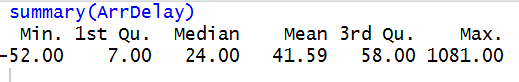 summary(ArrDelay)
Min. 1st Qu. Median Mean 3rd Qu. Max.
-52.00 7.00 24.00 41.59 58.00 1081.00